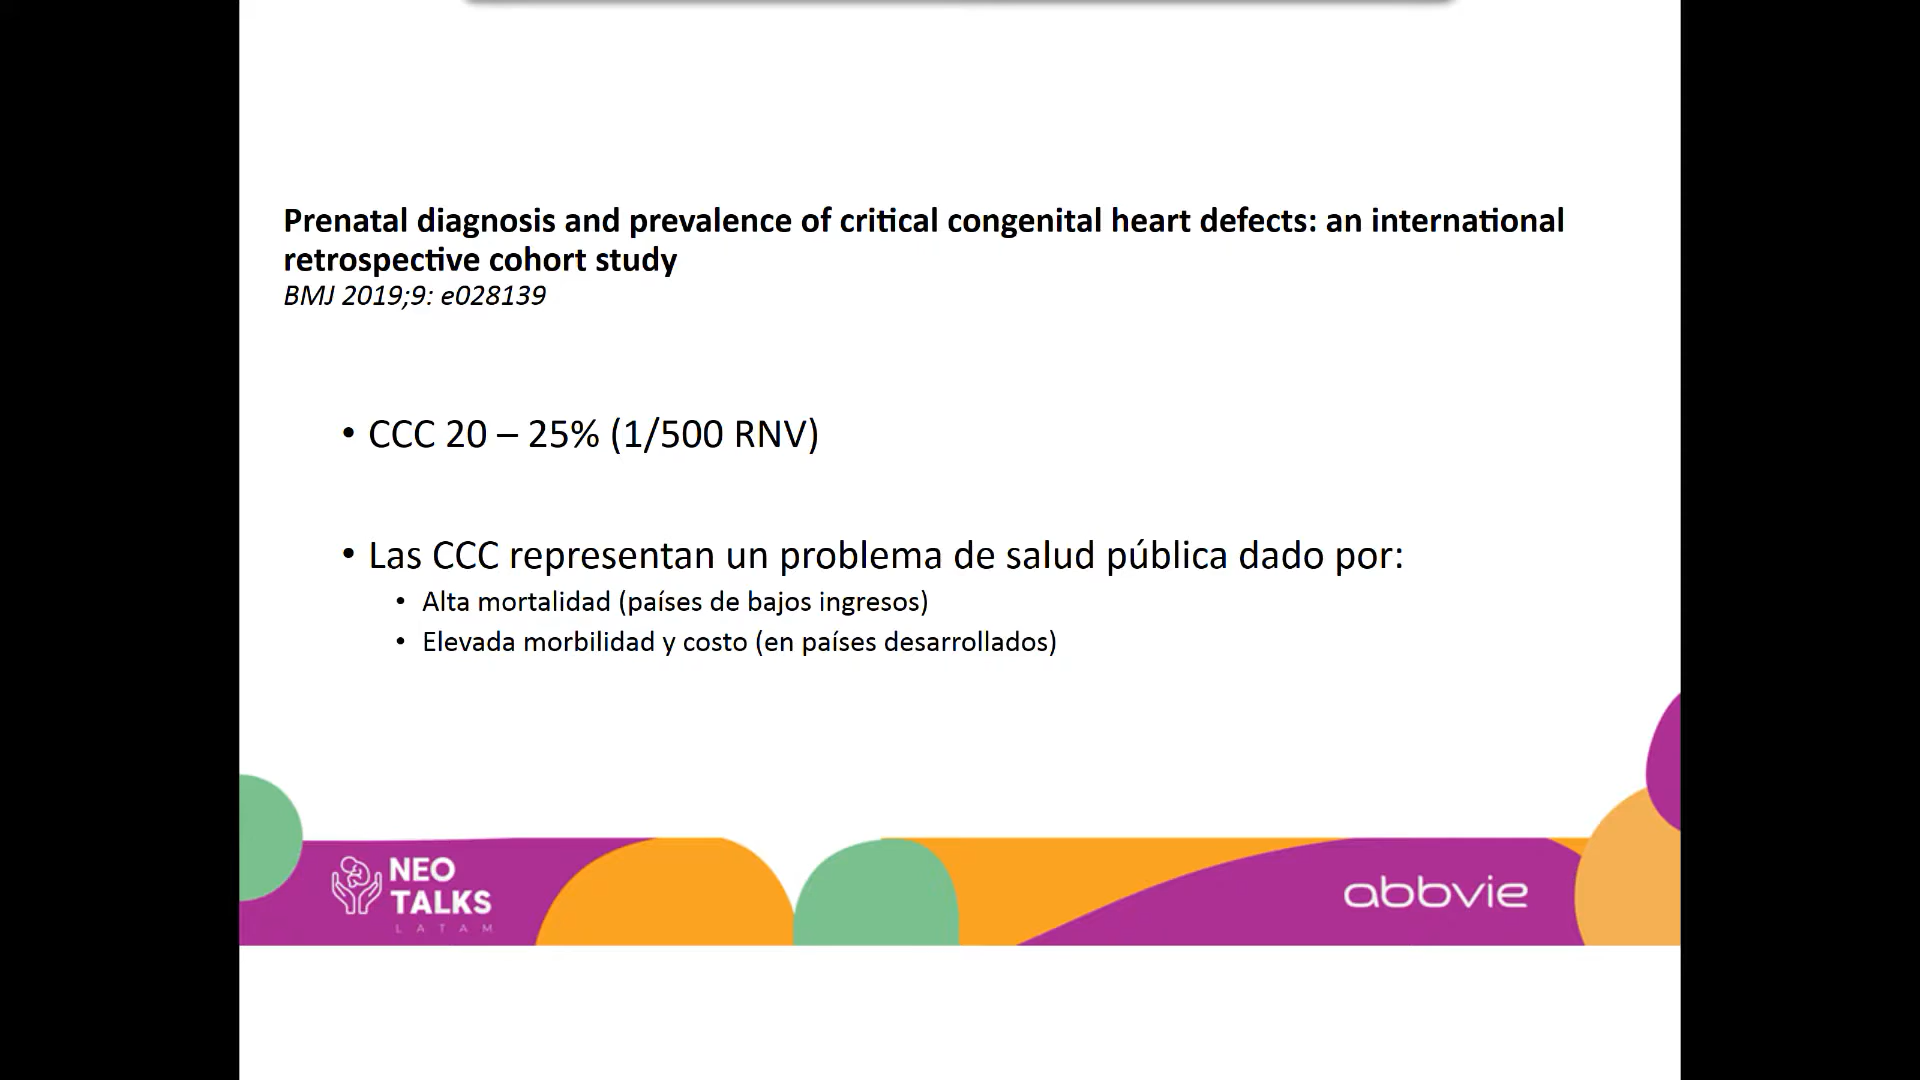 Prenatal diagnosis and prevalence of critical congenital heart defects: an international
retrospective cohort study
BMJ 2019;9: e028139
• CCC 20 – 25% (1/500 RNV)
• Las CCC representan un problema de salud pública dado por:
• Alta mortalidad (países de bajos ingresos)
• Elevada morbilidad y costo (en países desarrollados)
NEO
TALKS
LATAM
abbvie